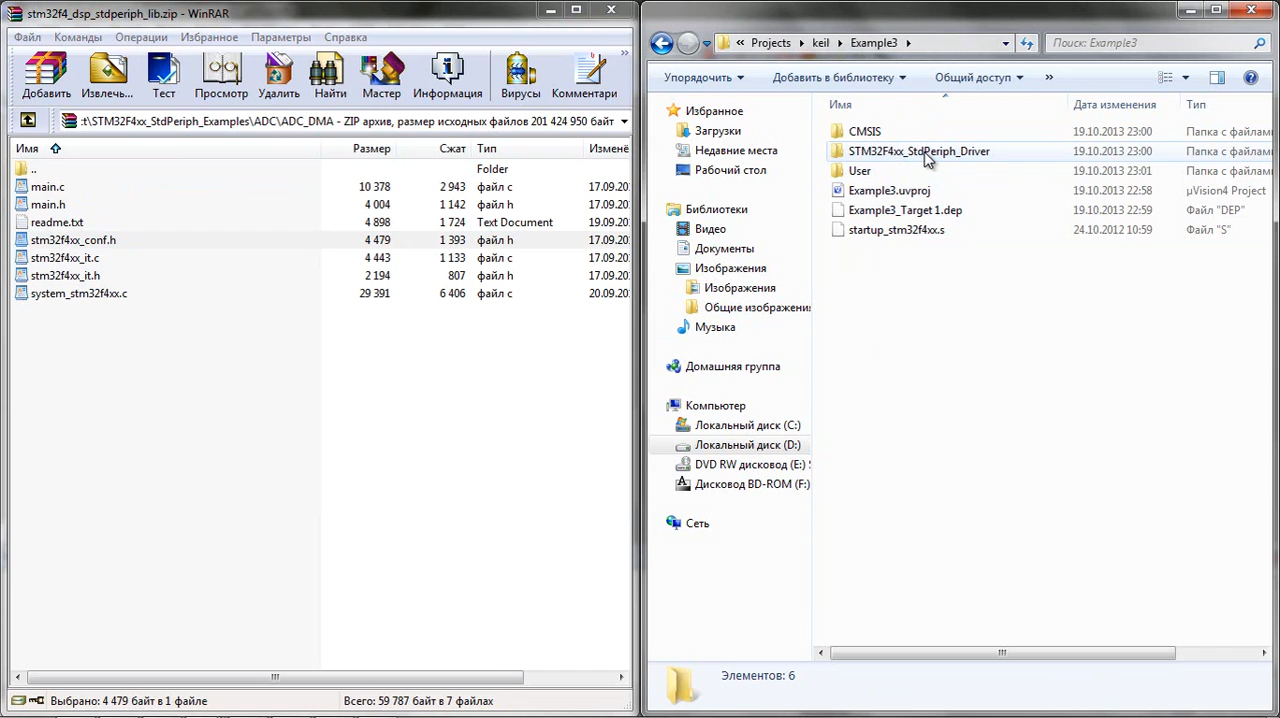 stm32f4_dsp_stdperiph_lib.zip - WinRAR
Файл Команды Операции Избранное Параметры Справка
Добавить Извлечь... Тест Просмотр Удалить Найти Мастер Информация Вирусы Комментари
:t\STM32F4xx_StdPeriph_Examples\ADC\ADC_DMA - ZIP архив, размер исходных файлов 201 424 950 байт
Имя Размер Сжат Тип Изменё
.. Folder
main.c 10 378 2 943 файл c 17.09.20
main.h 4 004 1 142 файл h 17.09.20
readme.txt 4 898 1 724 Text Document 19.09.20
stm32f4xx_conf.h 4 479 1 393 файл h 17.09.20
stm32f4xx_it.c 4 443 1 133 файл c 17.09.20
stm32f4xx_it.h 2 194 807 файл h 17.09.20
system_stm32f4xx.c 29 391 6 406 файл c 20.09.20
Выбрано: 4 479 байт в 1 файле Всего: 59 787 байт в 7 файлах
« Projects keil Example3 Поиск: Example3
Упорядочить Добавить в библиотеку Общий доступ »
Избранное
Загрузки
Недавние места
Рабочий стол
Библиотеки
Видео
Документы
Изображения
Изображения
Общие изображени
Музыка
Домашняя группа
Компьютер
Локальный диск (C:)
Локальный диск (D:)
DVD RW дисковод (E:)
Дисковод BD-ROM (F:)
Сеть
Имя Дата изменения Тип
CMSIS 19.10.2013 23:00 Папка с файлами
STM32F4xx_StdPeriph_Driver 19.10.2013 23:00 Папка с файлами
User 19.10.2013 23:01 Папка с файлами
Example3.uvproj 19.10.2013 22:58 µVision4 Project
Example3_Target 1.dep 19.10.2013 22:59 Файл "DEP"
startup_stm32f4xx.s 24.10.2012 10:59 Файл "S"
Элементов: 6